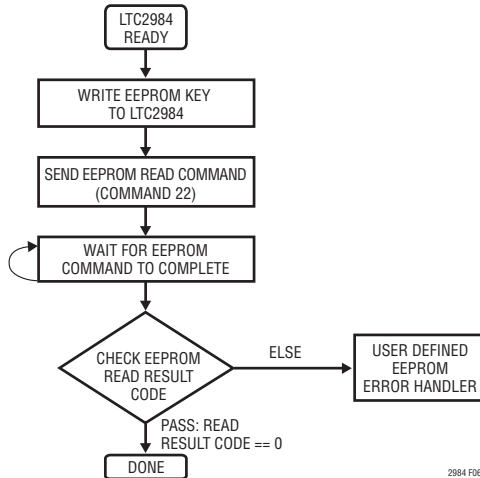 LTC2984
READY
WRITE EEPROM KEY
TO LTC2984
SEND EEPROM READ COMMAND
(COMMAND 22)
WAIT FOR EEPROM
COMMAND TO COMPLETE
CHECK EEPROM
READ RESULT
CODE
ELSE
USER DEFINED
EEPROM
ERROR HANDLER
PASS: READ
RESULT CODE == 0
DONE
2984 F06